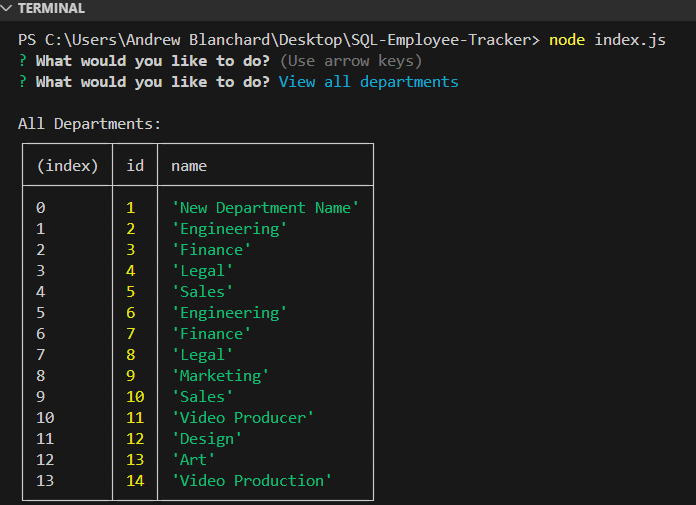 TERMINAL
PS C:\Users\Andrew Blanchard\Desktop\SQL-Employee-Tracker> node index.js
? What would you like to do? (Use arrow keys)
? What would you like to do? View all departments
All Departments:
(index) id name
0 1 'New Department Name'
1 2 'Engineering'
2 3 'Finance'
3 4 'Legal'
4 5 'Sales'
5 6 'Engineering'
6 7 'Finance'
7 8 'Legal'
8 9 'Marketing'
9 10 'Sales'
10 11 'Video Producer'
11 12 'Design'
12 13 'Art'
13 14 'Video Production'